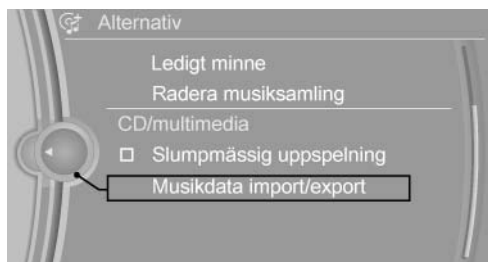 Alternativ
Ledigt minne
Radera musiksamling
CD/multimedia
Slumpmässig uppspelning
Musikdata import/export